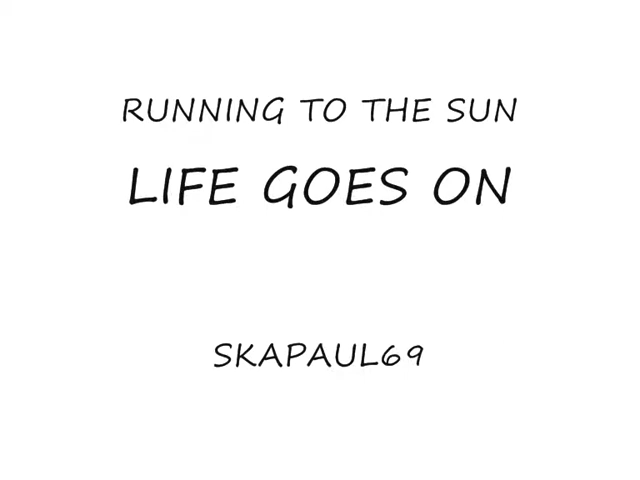 RUNNING TO THE SUN
LIFE GOES ON
SKAPAUL69